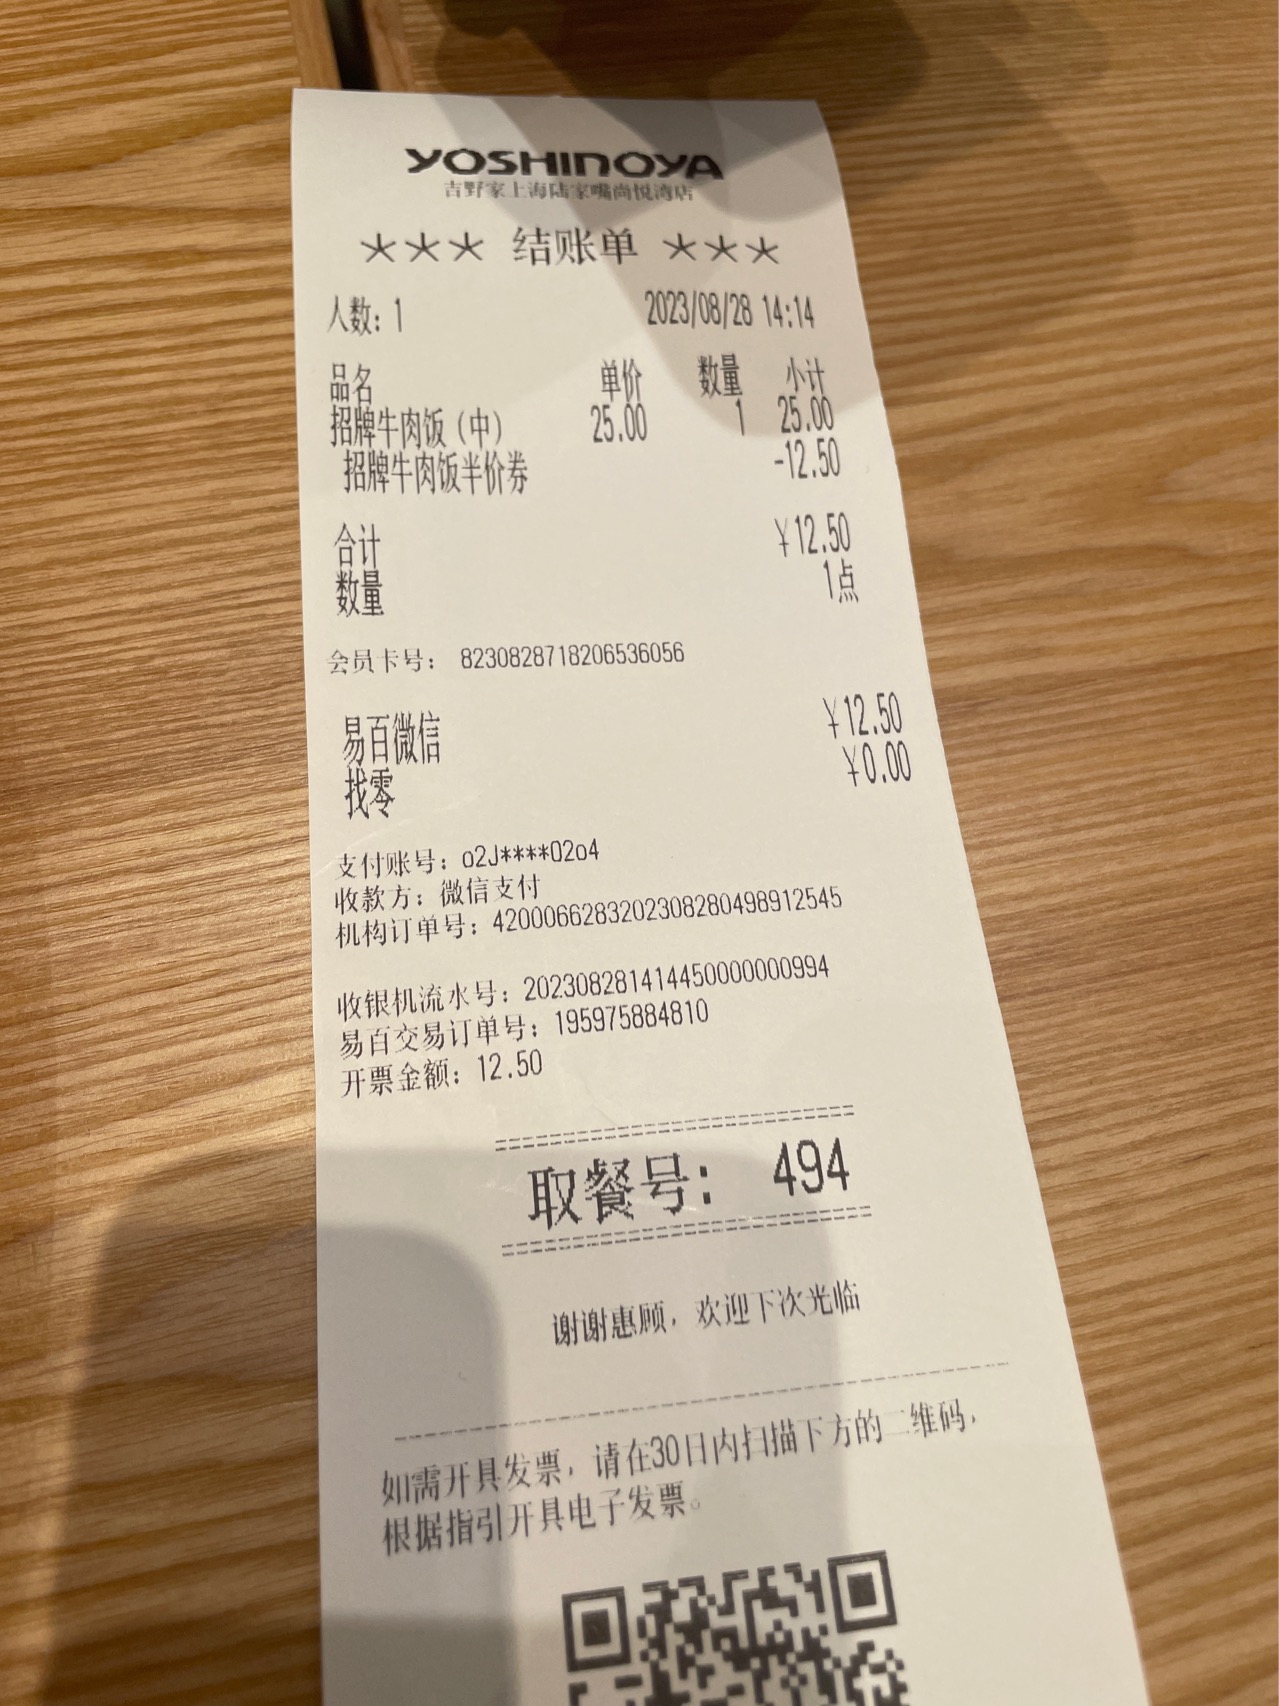 YOSHINOYA
吉野家上海陆家嘴尚悦湾店
*** 结账单 ***
人数: 1 2023/08/28 14:14
品名 单价 数量 小计
招牌牛肉饭（中） 25.00 1 25.00
招牌牛肉饭半价券 -12.50
合计 ¥12.50
数量 1点
会员卡号： 8230828718206536056
易百微信 ¥12.50
找零 ¥0.00
支付账号：o2J****02o4
收款方：微信支付
机构订单号：4200066283202308280498912545
收银机流水号：20230828141445000000994
易百交易订单号：195975884810
开票金额：12.50
取餐号： 494
谢谢惠顾，欢迎下次光临
如需开具发票，请在30日内扫描下方的二维码，
根据指引开具电子发票。